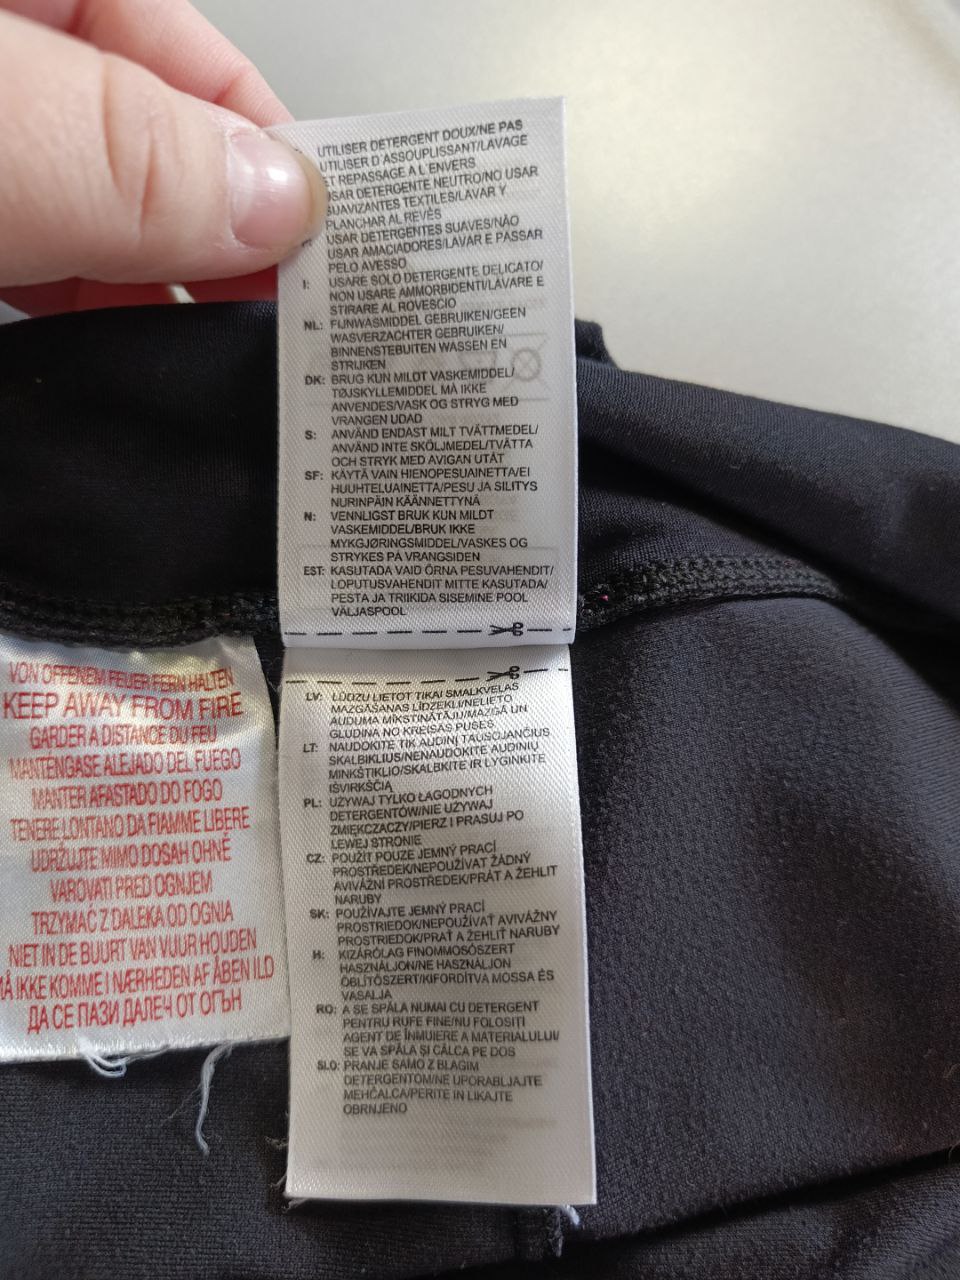 UTILISER DETERGENT DOUX/NE PAS
UTILISER D'ASSOUPLISSANT/LAVAGE
ET REPASSAGE A L'ENVERS
USAR DETERGENTE NEUTRO/NO USAR
SUAVIZANTES TEXTILES/LAVAR Y
PLANCHAR AL REVÉS
USAR DETERGENTES SUAVES/NÃO
USAR AMACIADORES/LAVAR E PASSAR
PELO AVESSO
I: USARE SOLO DETERGENTE DELICATO/
NON USARE AMMORBIDENTI/LAVARE E
STIRARE AL ROVESCIO
NL: FIJNWASMIDDEL GEBRUIKEN/GEEN
WASVERZACHTER GEBRUIKEN/
BINNENSTEBUITEN WASSEN EN
STRIJKEN
DK: BRUG KUN MILDT VASKEMIDDEL/
TØJSKYLLEMIDDEL MÅ IKKE
ANVENDES/VASK OG STRYG MED
VRANGEN UDAD
S: ANVÄND ENDAST MILT TVÄTTMEDEL/
ANVÄND INTE SKÖLJMEDEL/TVÄTTA
OCH STRYK MED AVIGAN UTÅT
SF: KÄYTÄ VAIN HIENOPESUAINETTA/EI
HUUHTELUAINETTA/PESU JA SILITYS
NURINPÄIN KÄÄNNETTYNÄ
N: VENNLIGST BRUK KUN MILDT
VASKEMIDDEL/BRUK IKKE
MYKGJØRINGSMIDDEL/VASKES OG
STRYKES PÅ VRANGSIDEN
EST: KASUTADA VAID ÕRNA PESUVAHENDIT/
LOPUTUSVAHENDIT MITTE KASUTADA/
PESTA JA TRIIKIDA SISEMINE POOL
VÄLJASPOOL
LV: LŪDZU LIETOT TIKAI SMALKVEĻAS
MAZGĀŠANAS LĪDZEKLI/NELIETO
AUDUMA MĪKSTINĀTĀJU/MAZGĀ UN
GLUDINA NO KREISĀS PUSES
LT: NAUDOKITE TIK AUDINĮ TAUSOJANČIUS
SKALBIKLIUS/NENAUDOKITE AUDINIŲ
MINKŠTIKLIO/SKALBKITE IR LYGINKITE
IŠVIRKŠČIĄ
PL: UŻYWAJ TYLKO ŁAGODNYCH
DETERGENTÓW/NIE UŻYWAJ
ZMIĘKCZACZY/PIERZ I PRASUJ PO
LEWEJ STRONIE
CZ: POUŽÍT POUZE JEMNÝ PRACÍ
PROSTŘEDEK/NEPOUŽÍVAT ŽÁDNÝ
AVIVÁŽNÍ PROSTŘEDEK/PRÁT A ŽEHLIT
NARUBY
SK: POUŽÍVAJTE JEMNÝ PRACÍ
PROSTRIEDOK/NEPOUŽÍVAŤ AVIVÁŽNY
PROSTRIEDOK/PRAŤ A ŽEHLIŤ NARUBY
H: KIZÁRÓLAG FINOMMOSÓSZERT
HASZNÁLJON/NE HASZNÁLJON
ÖBLÍTŐSZERT/KIFORDÍTVA MOSSA ÉS
VASALJA
RO: A SE SPĂLA NUMAI CU DETERGENT
PENTRU RUFE FINE/NU FOLOSIȚI
AGENT DE ÎNMUIERE A MATERIALULUI/
SE VA SPĂLA ȘI CĂLCA PE DOS
SLO: PRANJE SAMO Z BLAGIM
DETERGENTOM/NE UPORABLJAJTE
MEHČALCA/PERITE IN LIKAJTE
OBRNJENO
VON OFFENEM FEUER FERN HALTEN
KEEP AWAY FROM FIRE
GARDER A DISTANCE DU FEU
MANTÉNGASE ALEJADO DEL FUEGO
MANTER AFASTADO DO FOGO
TENERE LONTANO DA FIAMME LIBERE
UDRŽUJTE MIMO DOSAH OHNĚ
VAROVATI PRED OGNJEM
TRZYMAĆ Z DALEKA OD OGNIA
NIET IN DE BUURT VAN VUUR HOUDEN
MÅ IKKE KOMME I NÆRHEDEN AF ÅBEN ILD
ДА СЕ ПАЗИ ДАЛЕЧ ОТ ОГЪН